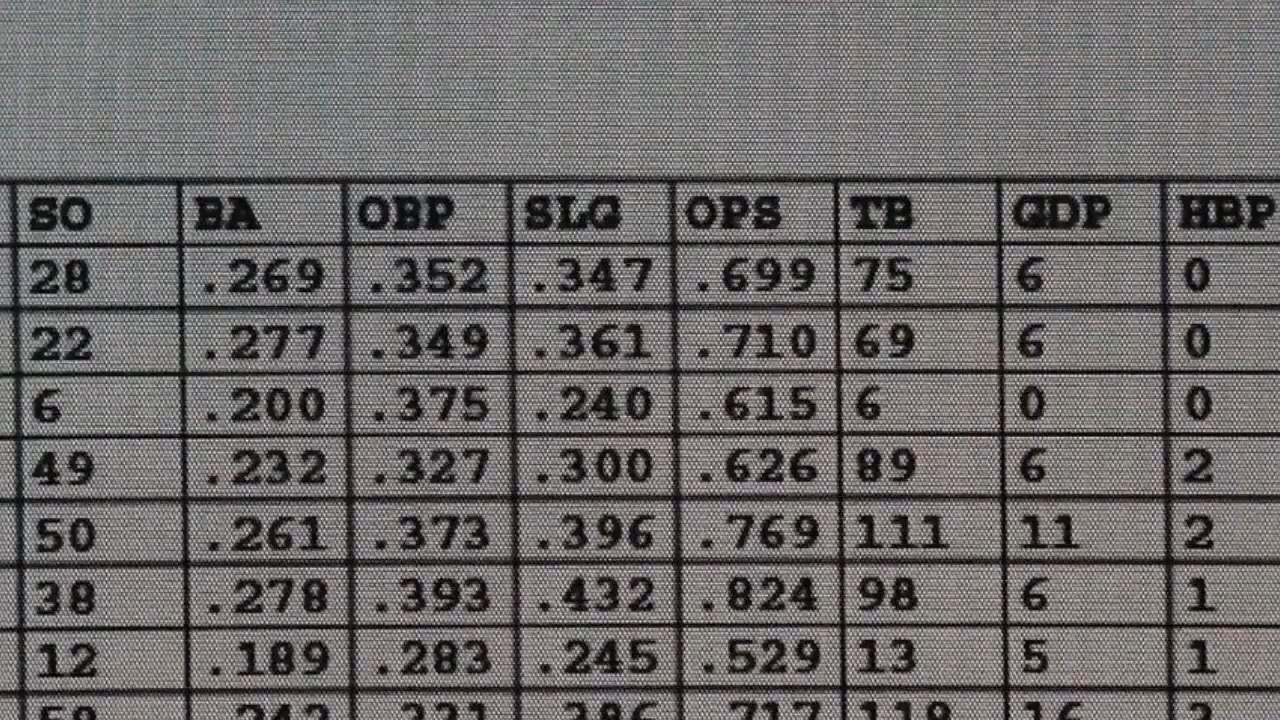 SO BA OBP SLG OPS TB GDP HBP
28 .269 .352 .347 .699 75 6 0
22 .277 .349 .361 .710 69 6 0
6 .200 .375 .240 .615 6 0 0
49 .232 .327 .300 .626 89 6 2
50 .261 .373 .396 .769 111 11 2
38 .278 .393 .432 .824 98 6 1
12 .189 .283 .245 .529 13 5 1